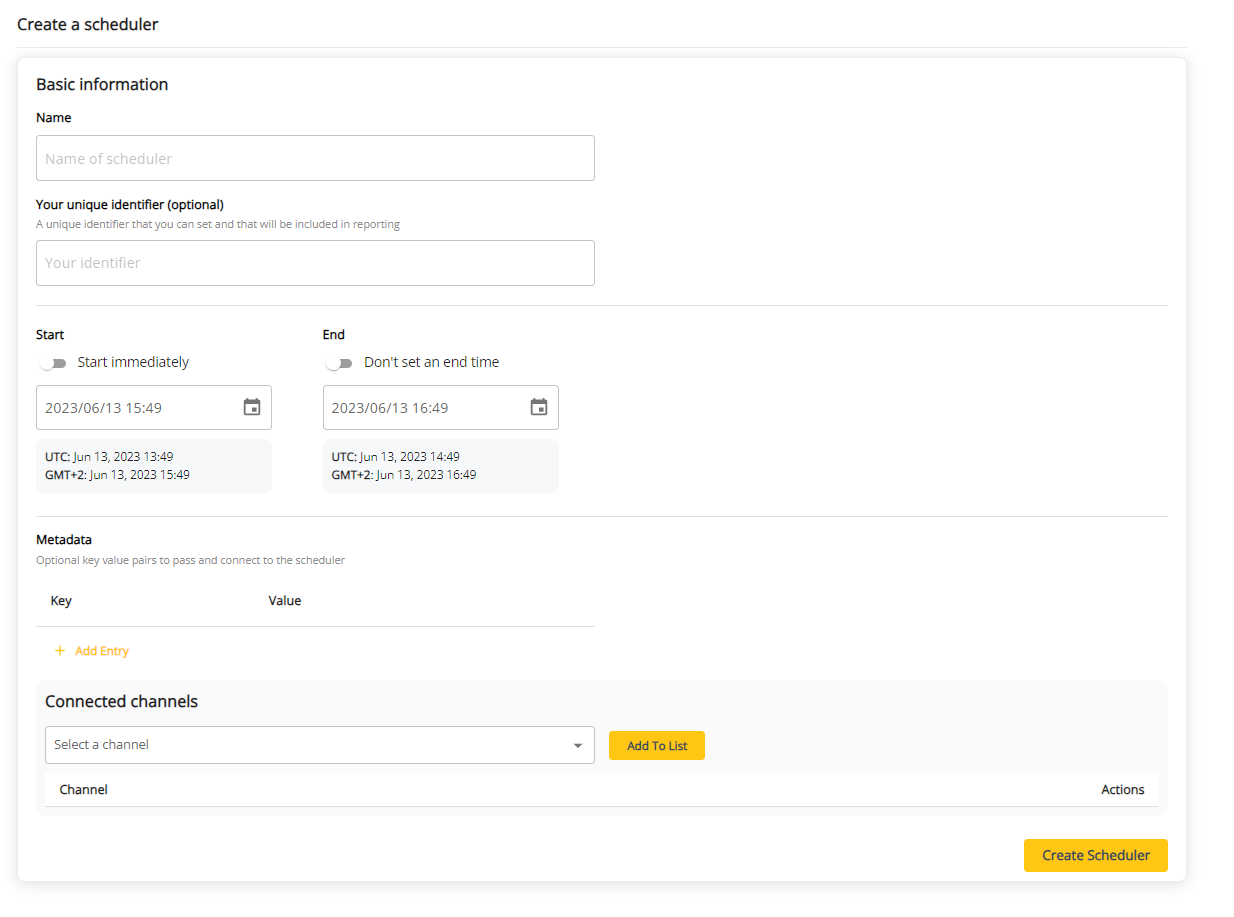 Create a scheduler
Basic information
Name
Name of scheduler
Your unique identifier (optional)
A unique identifier that you can set and that will be included in reporting
Your identifier
Start
End
Start immediately
Don't set an end time
2023/06/13 15:49
2023/06/13 16:49
UTC: Jun 13, 2023 13:49
GMT+2: Jun 13, 2023 15:49
UTC: Jun 13, 2023 14:49
GMT+2: Jun 13, 2023 16:49
Metadata
Optional key value pairs to pass and connect to the scheduler
Key
Value
+ Add Entry
Connected channels
Select a channel
Add To List
Channel
Actions
Create Scheduler